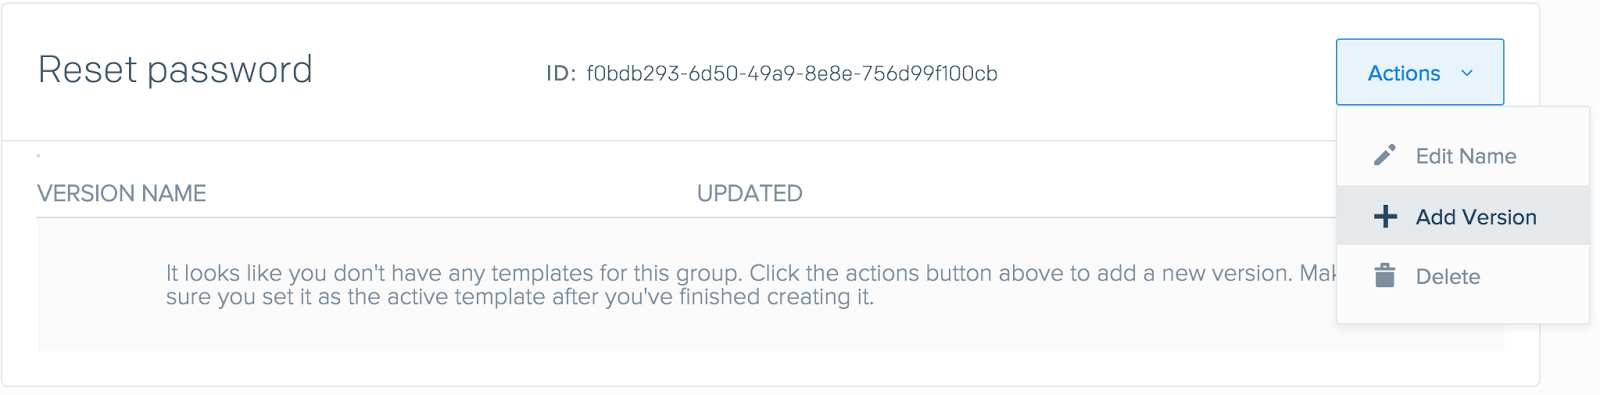 Reset password
ID: f0bdb293-6d50-49a9-8e8e-756d99f100cb
Actions
Edit Name
VERSION NAME
UPDATED
Add Version
It looks like you don't have any templates for this group. Click the actions button above to add a new version. Mak
sure you set it as the active template after you've finished creating it.
Delete